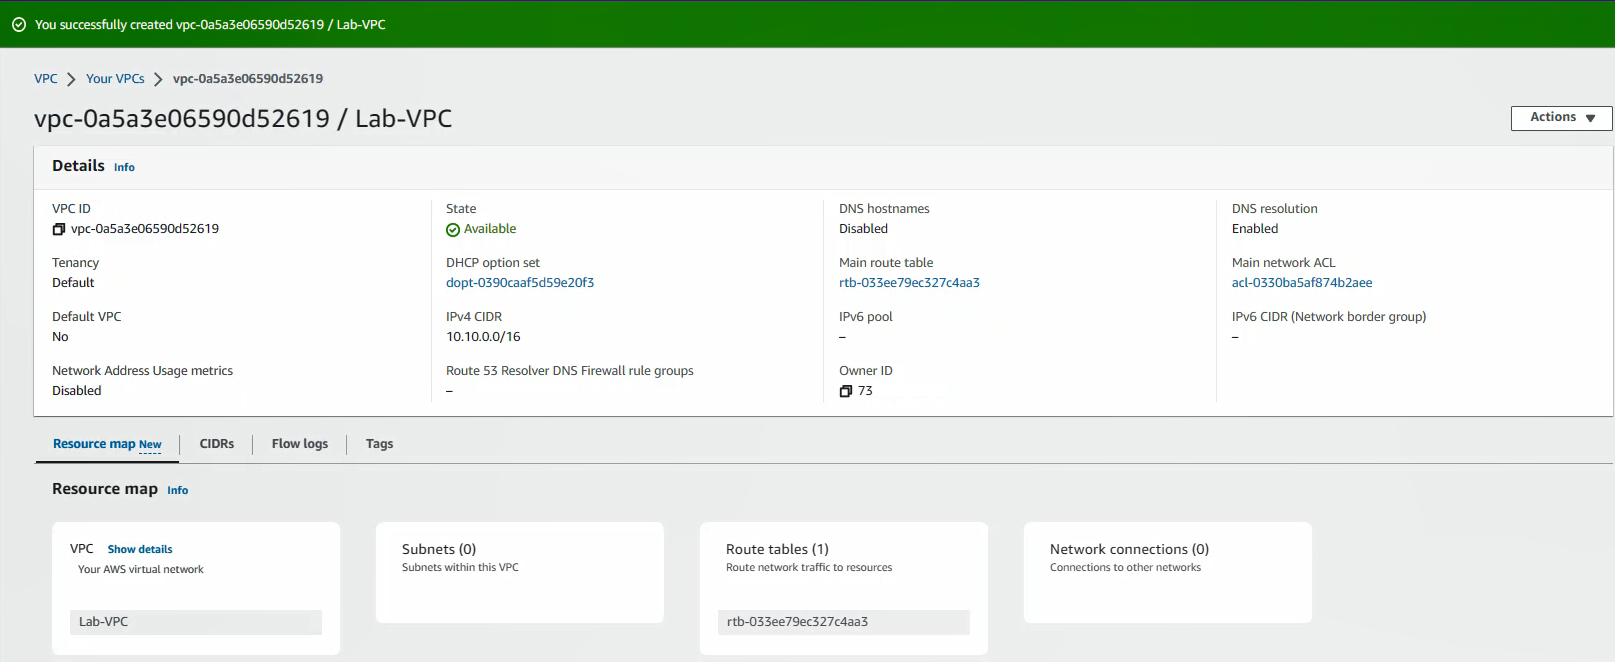 You successfully created vpc-0a5a3e06590d52619 / Lab-VPC
VPC > Your VPCs > vpc-0a5a3e06590d52619
vpc-0a5a3e06590d52619 / Lab-VPC
Actions
Details Info
VPC ID
vpc-0a5a3e06590d52619
State
Available
DNS hostnames
Disabled
DNS resolution
Enabled
Tenancy
Default
DHCP option set
dopt-0390caaf5d59e20f3
Main route table
rtb-033ee79ec327c4aa3
Main network ACL
acl-0330ba5af874b2aee
Default VPC
No
IPv4 CIDR
10.10.0.0/16
IPv6 pool
–
IPv6 CIDR (Network border group)
–
Network Address Usage metrics
Disabled
Route 53 Resolver DNS Firewall rule groups
–
Owner ID
73
Resource map New
CIDRs
Flow logs
Tags
Resource map Info
VPC Show details
Your AWS virtual network
Lab-VPC
Subnets (0)
Subnets within this VPC
Route tables (1)
Route network traffic to resources
rtb-033ee79ec327c4aa3
Network connections (0)
Connections to other networks